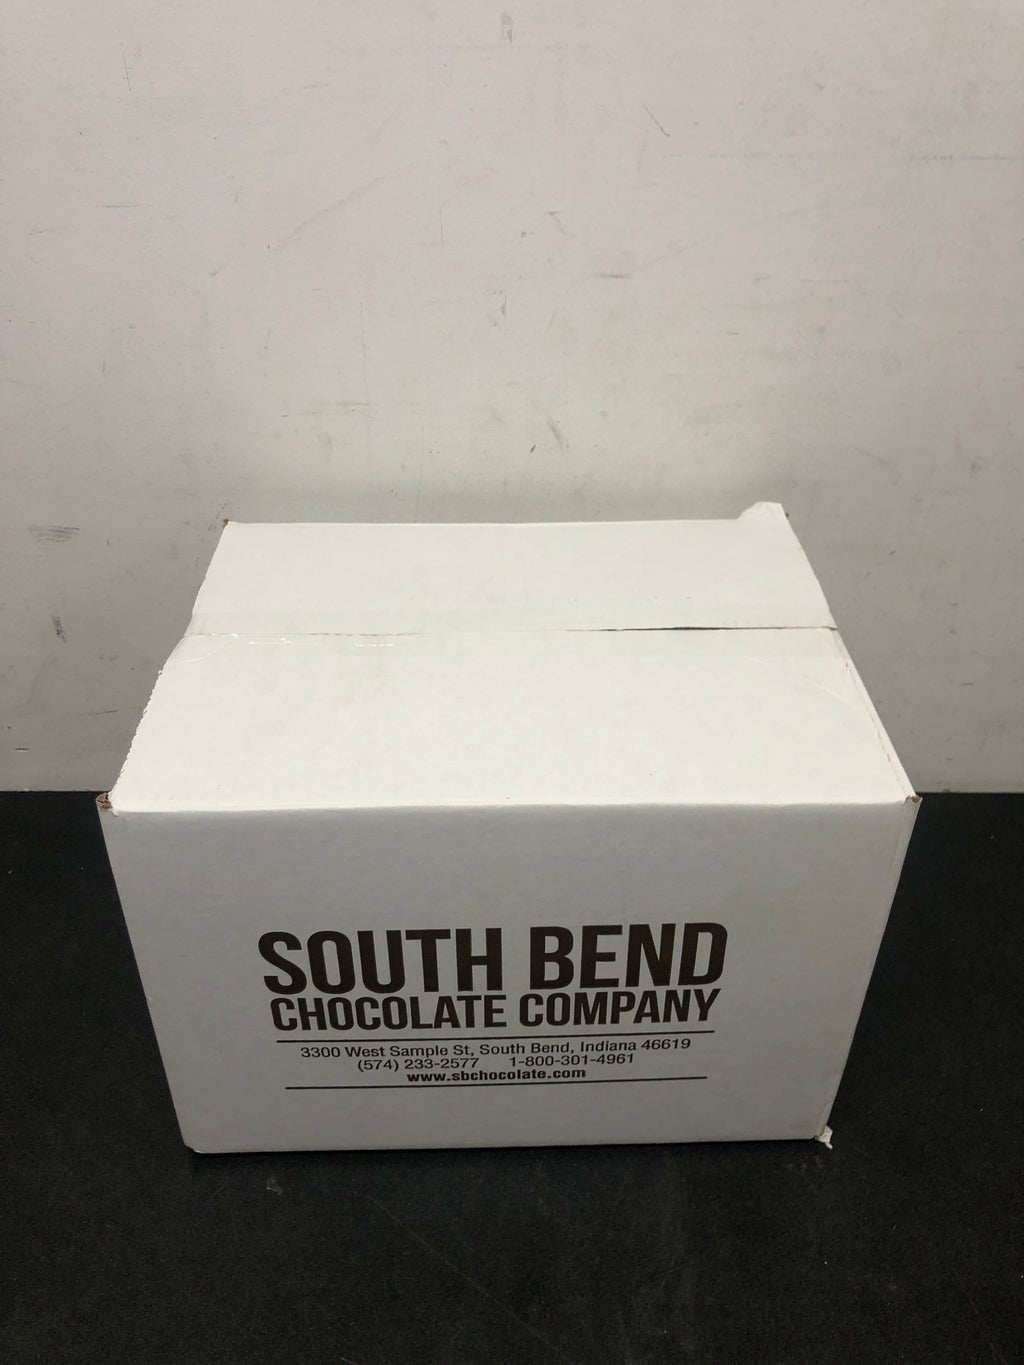 SOUTH BEND
CHOCOLATE COMPANY
3300 West Sample St, South Bend, Indiana 46619
(574) 233-2577 1-800-301-4961
www.sbchocolate.com